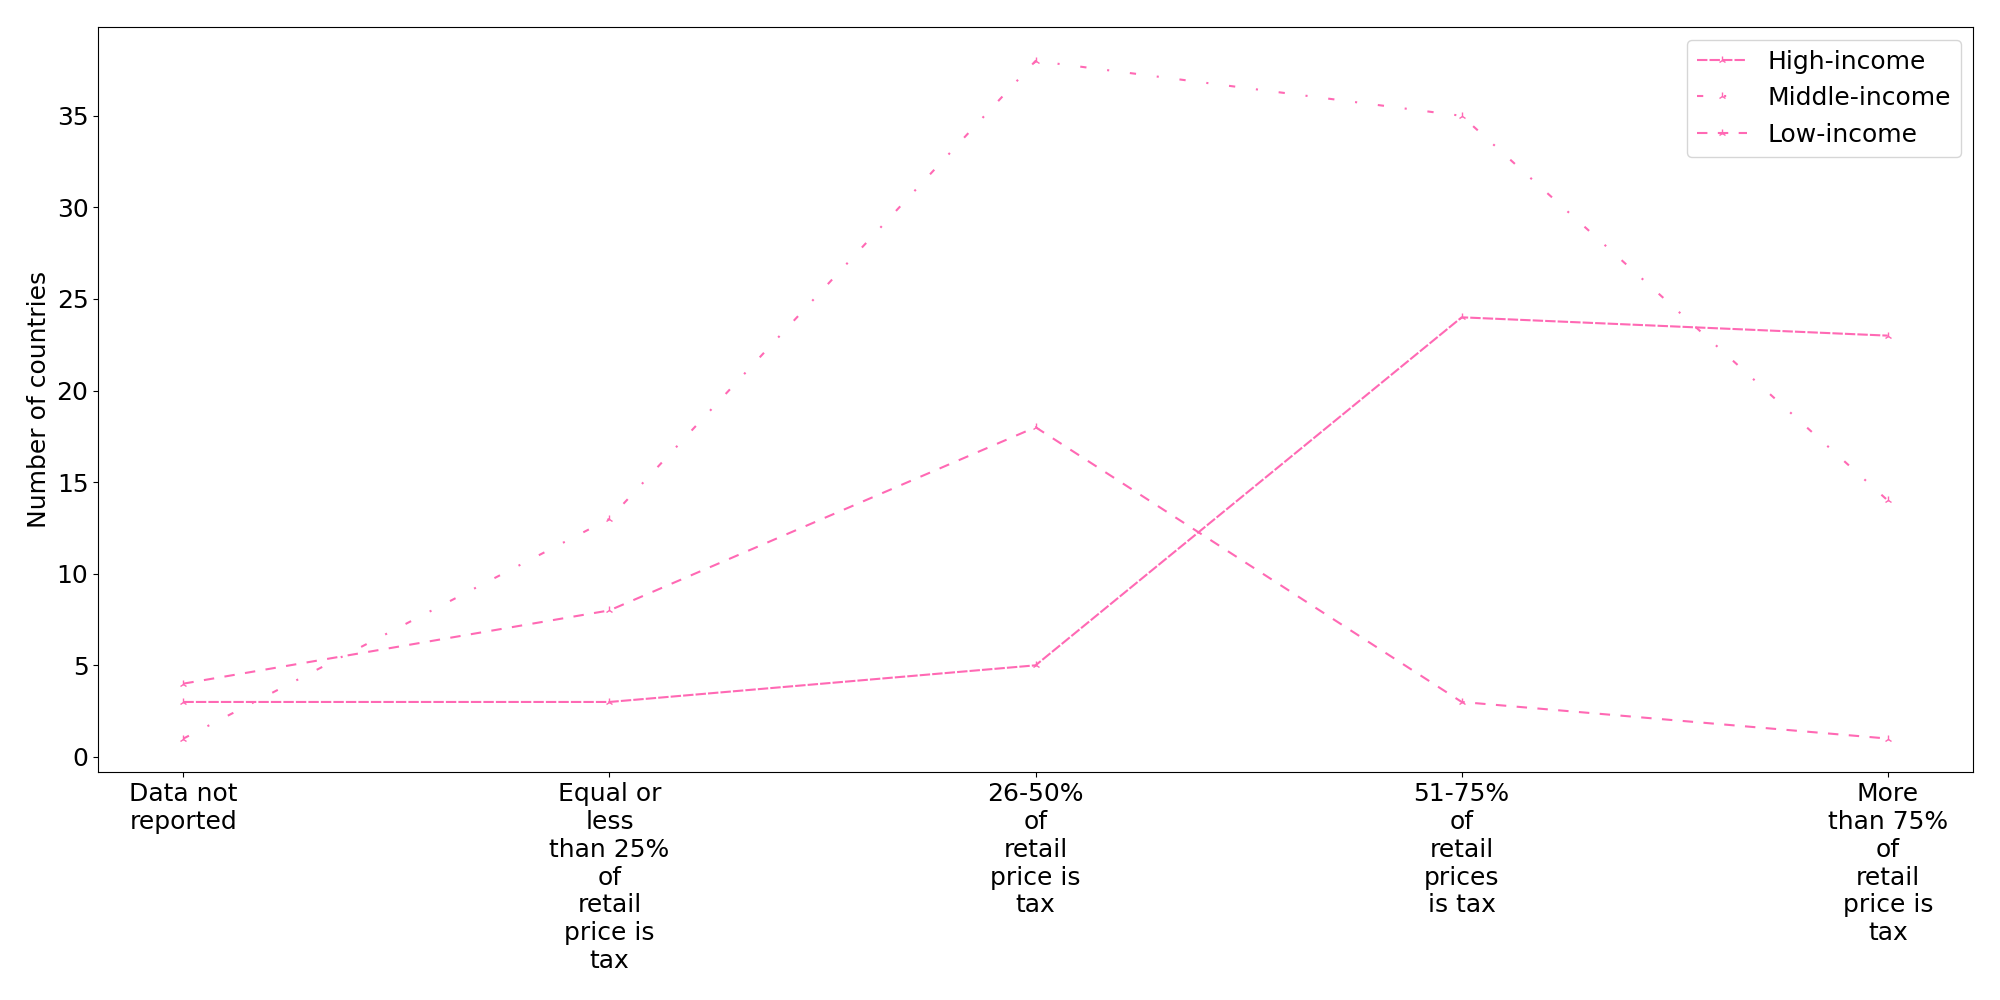 High-income
Middle-income
Low-income
Number of countries
35
30
25
20
15
10
5
0
Data not
reported
Equal or
less
than 25%
of
retail
price is
tax
26-50%
of
retail
price is
tax
51-75%
of
retail
prices
is tax
More
than 75%
of
retail
price is
tax